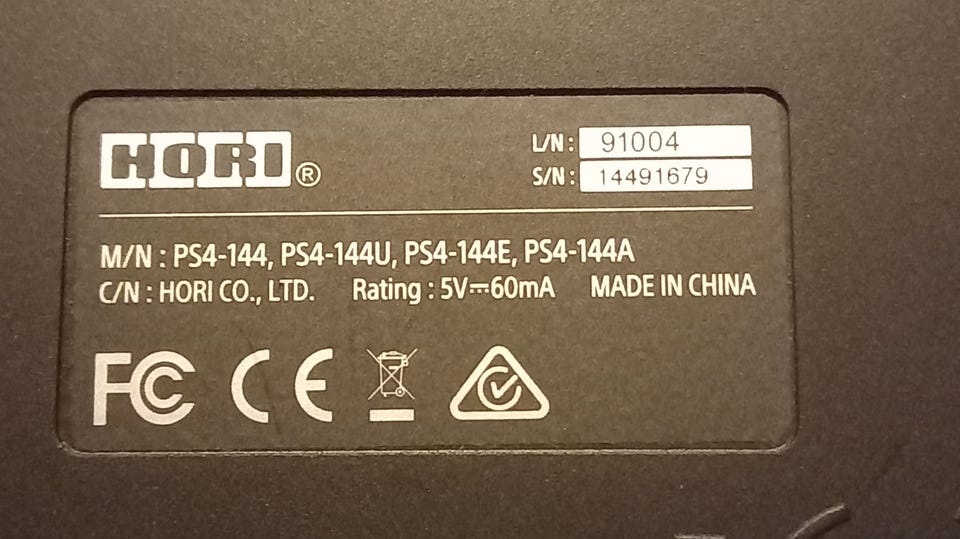 HORI®
L/N : 91004
S/N : 14491679
M/N : PS4-144, PS4-144U, PS4-144E, PS4-144A
C/N : HORI CO., LTD. Rating : 5V⎓60mA MADE IN CHINA
FC CE